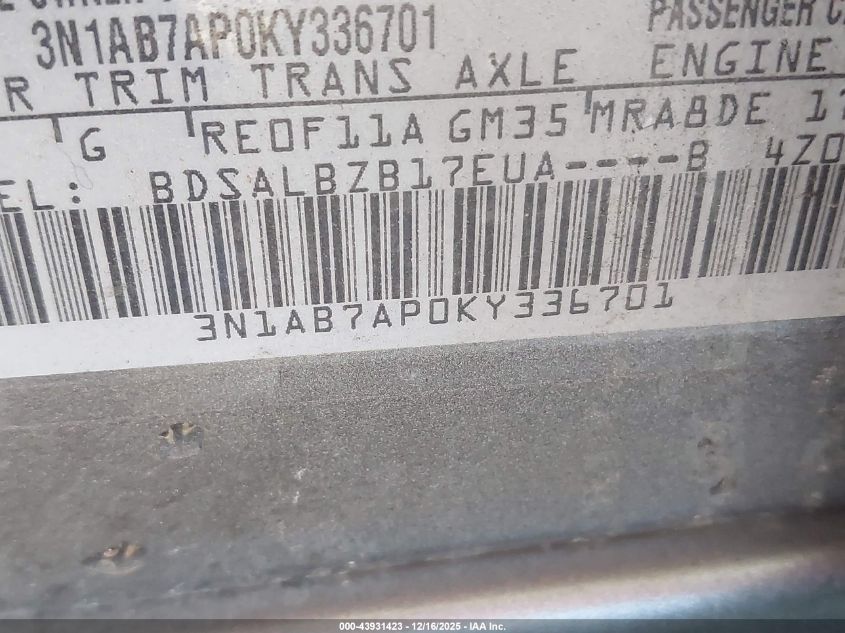 3N1AB7AP0KY336701
PASSENGER
R TRIM TRANS AXLE ENGINE
G RE0F11A GM35 MRA8DE
EL: BDSALBZB17EUA----B 4Z0
3N1AB7AP0KY336701
000-43931423 - 12/16/2025 - IAA Inc.